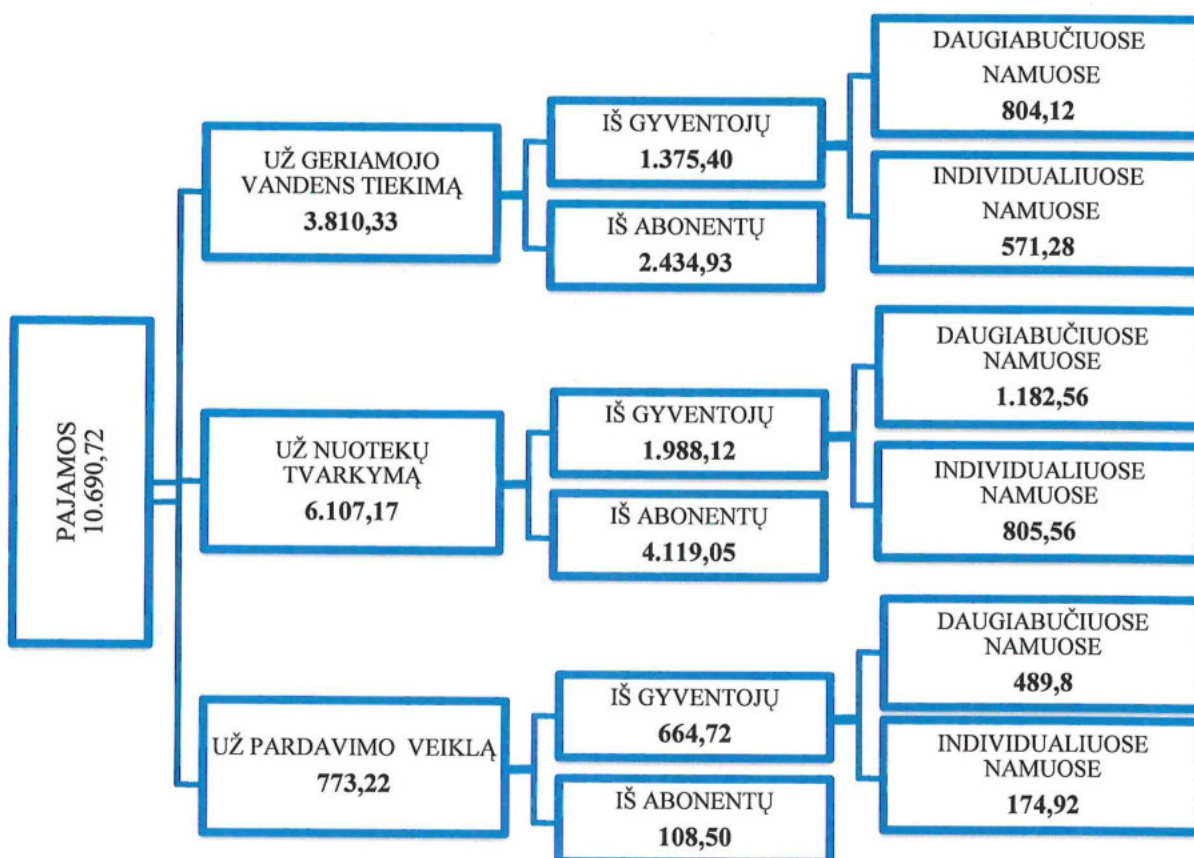 PAJAMOS
10.690,72
UŽ GERIAMOJO
VANDENS TIEKIMĄ
3.810,33
IŠ GYVENTOJŲ
1.375,40
DAUGIABUČIUOSE
NAMUOSE
804,12
INDIVIDUALIUOSE
NAMUOSE
571,28
IŠ ABONENTŲ
2.434,93
UŽ NUOTEKŲ
TVARKYMĄ
6.107,17
IŠ GYVENTOJŲ
1.988,12
DAUGIABUČIUOSE
NAMUOSE
1.182,56
INDIVIDUALIUOSE
NAMUOSE
805,56
IŠ ABONENTŲ
4.119,05
UŽ PARDAVIMO VEIKLĄ
773,22
IŠ GYVENTOJŲ
664,72
DAUGIABUČIUOSE
NAMUOSE
489,8
INDIVIDUALIUOSE
NAMUOSE
174,92
IŠ ABONENTŲ
108,50